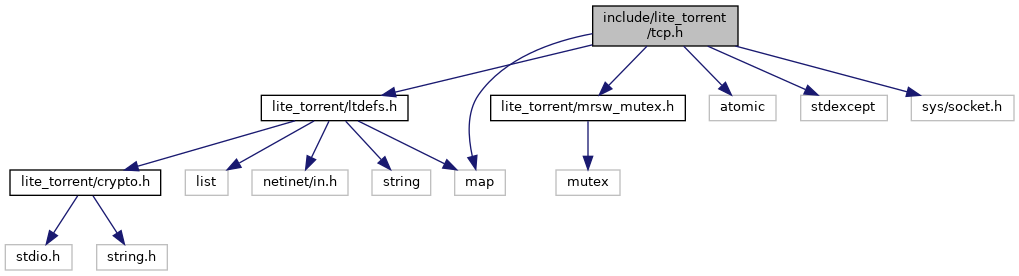 include/lite_torrent
/tcp.h
lite_torrent/ltdefs.h
lite_torrent/mrsw_mutex.h
atomic
stdexcept
sys/socket.h
lite_torrent/crypto.h
list
netinet/in.h
string
map
mutex
stdio.h
string.h